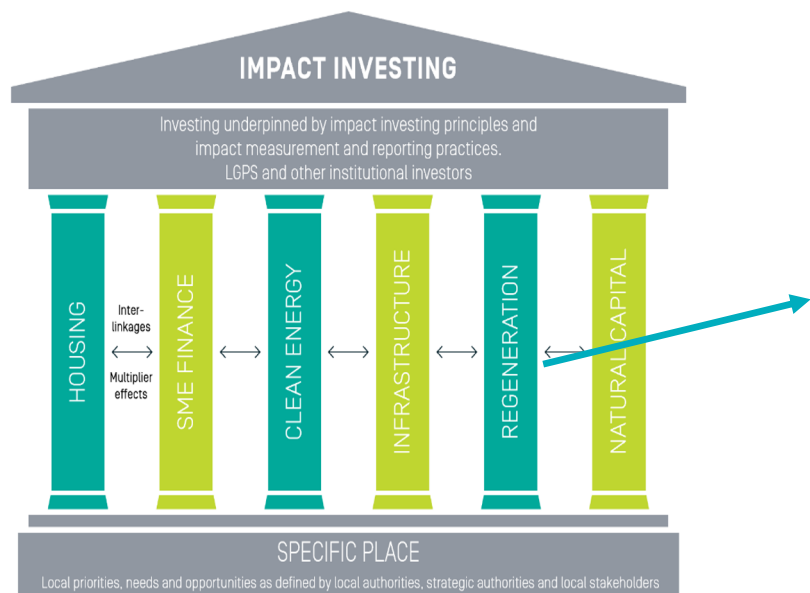 IMPACT INVESTING
Investing underpinned by impact investing principles and
impact measurement and reporting practices.
LGPS and other institutional investors
HOUSING
Inter-
linkages
Multiplier
effects
SME FINANCE
CLEAN ENERGY
INFRASTRUCTURE
REGENERATION
NATURAL CAPITAL
SPECIFIC PLACE
Local priorities, needs and opportunities as defined by local authorities, strategic authorities and local stakeholders